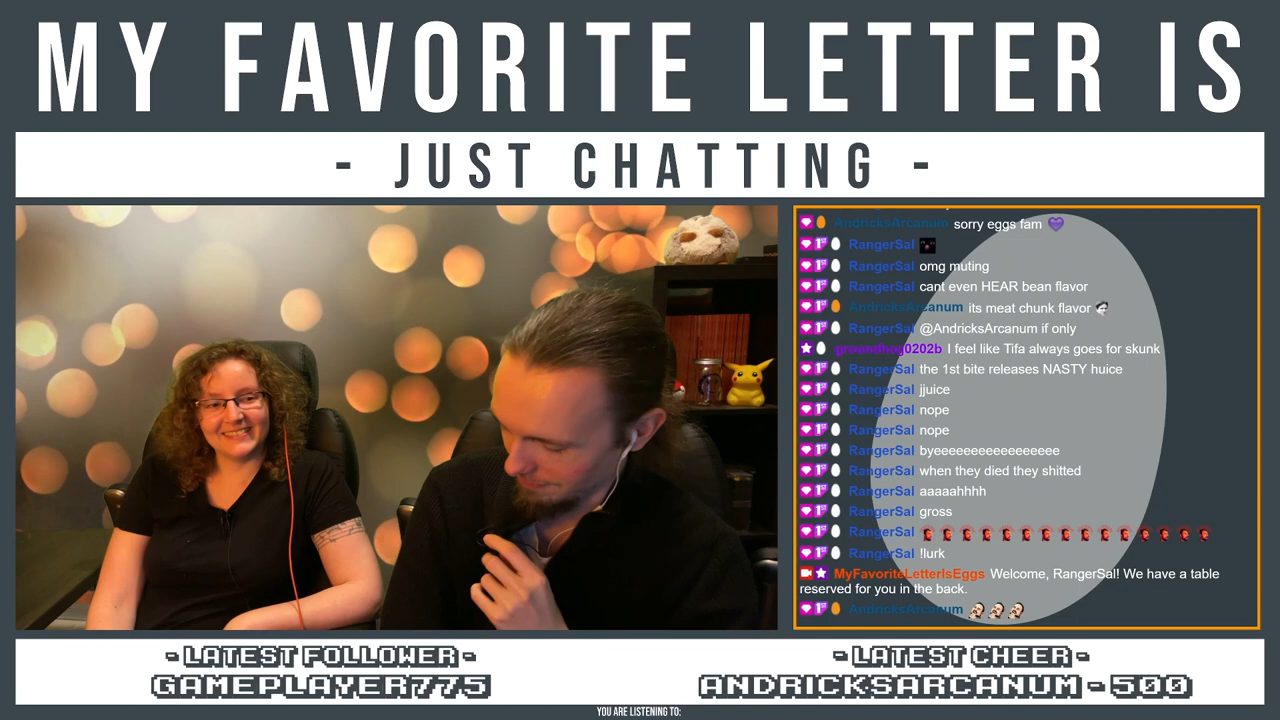 MY FAVORITE LETTER IS
- JUST CHATTING -
AndricksArcanum sorry eggs fam
RangerSal
RangerSal omg muting
RangerSal cant even HEAR bean flavor
AndricksArcanum its meat chunk flavor
RangerSal @AndricksArcanum if only
groundhog0202b I feel like Tifa always goes for skunk
RangerSal the 1st bite releases NASTY huice
RangerSal jjuice
RangerSal nope
RangerSal nope
RangerSal byeeeeeeeeeeeeeeeee
RangerSal when they died they shitted
RangerSal aaaaahhhh
RangerSal gross
RangerSal
RangerSal !lurk
MyFavoriteLetterIsEggs Welcome, RangerSal! We have a table
reserved for you in the back.
AndricksArcanum
- LATEST FOLLOWER -
GAMEPLAYER775
- LATEST CHEER -
ANDRICKSARCANUM - 500
YOU ARE LISTENING TO: